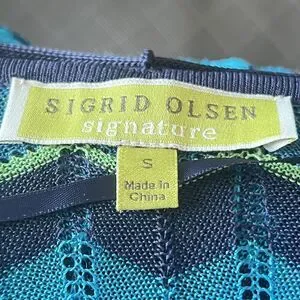 SIGRID OLSEN
signature
S
Made In
China